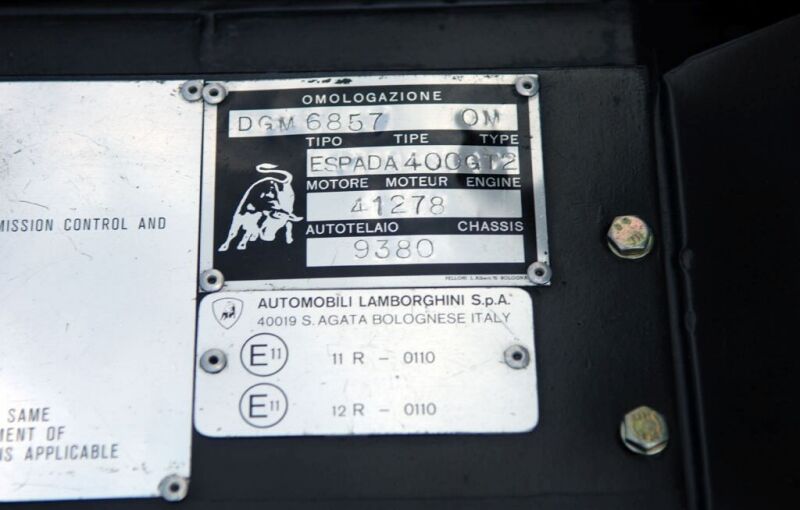 MISSION CONTROL AND
SAME
MENT OF
IS APPLICABLE
OMOLOGAZIONE
DGM 6857 OM
TIPO TIPE TYPE
ESPADA 400GT2
MOTORE MOTEUR ENGINE
41278
AUTOTELAIO CHASSIS
9380
AUTOMOBILI LAMBORGHINI S.p.A.
40019 S. AGATA BOLOGNESE ITALY
E11 11 R - 0110
E11 12 R - 0110